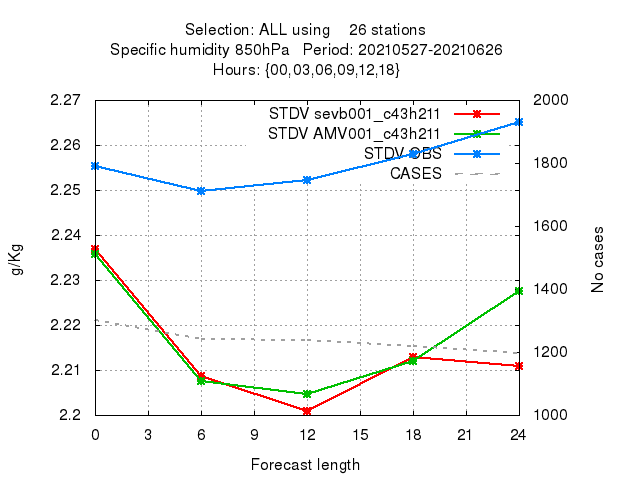 Selection: ALL using 26 stations
Specific humidity 850hPa Period: 20210527-20210626
Hours: {00,03,06,09,12,18}
STDV sevb001_c43h211
STDV AMV001_c43h211
STDV OBS
CASES
2.27
2.26
2.25
2.24
2.23
2.22
2.21
2.2
g/Kg
2000
1800
1600
1400
1200
1000
No cases
0 3 6 9 12 15 18 21 24
Forecast length